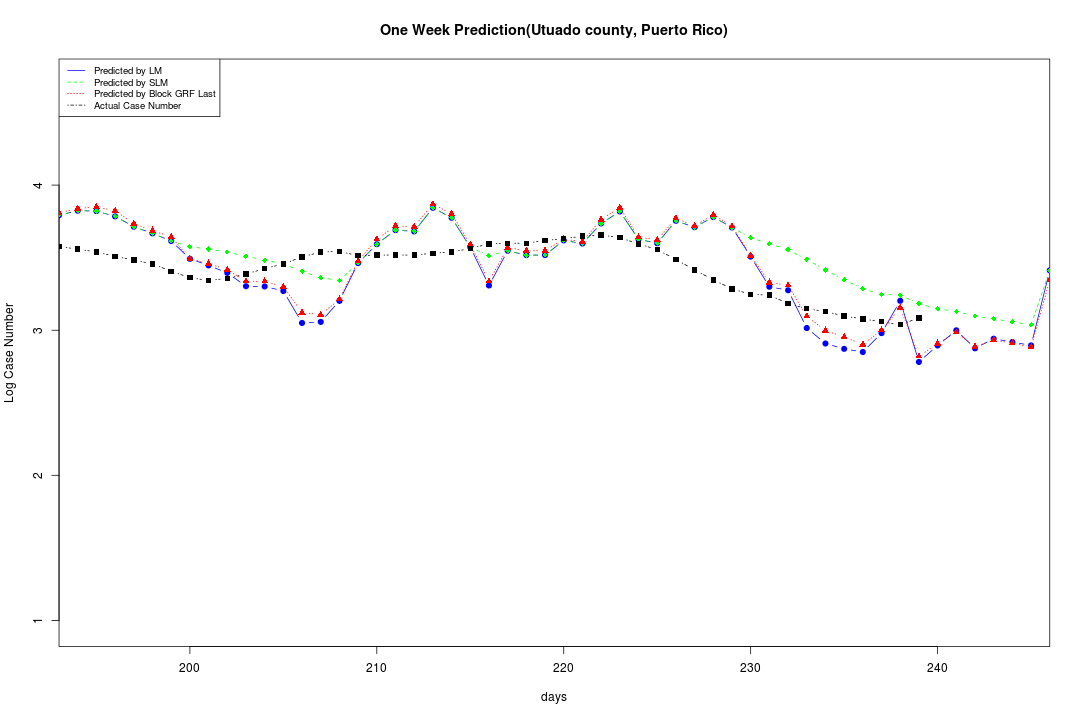 One Week Prediction(Utuado county, Puerto Rico)
Predicted by LM
Predicted by SLM
Predicted by Block GRF Last
Actual Case Number
4
3
2
1
Log Case Number
200 210 220 230 240
days